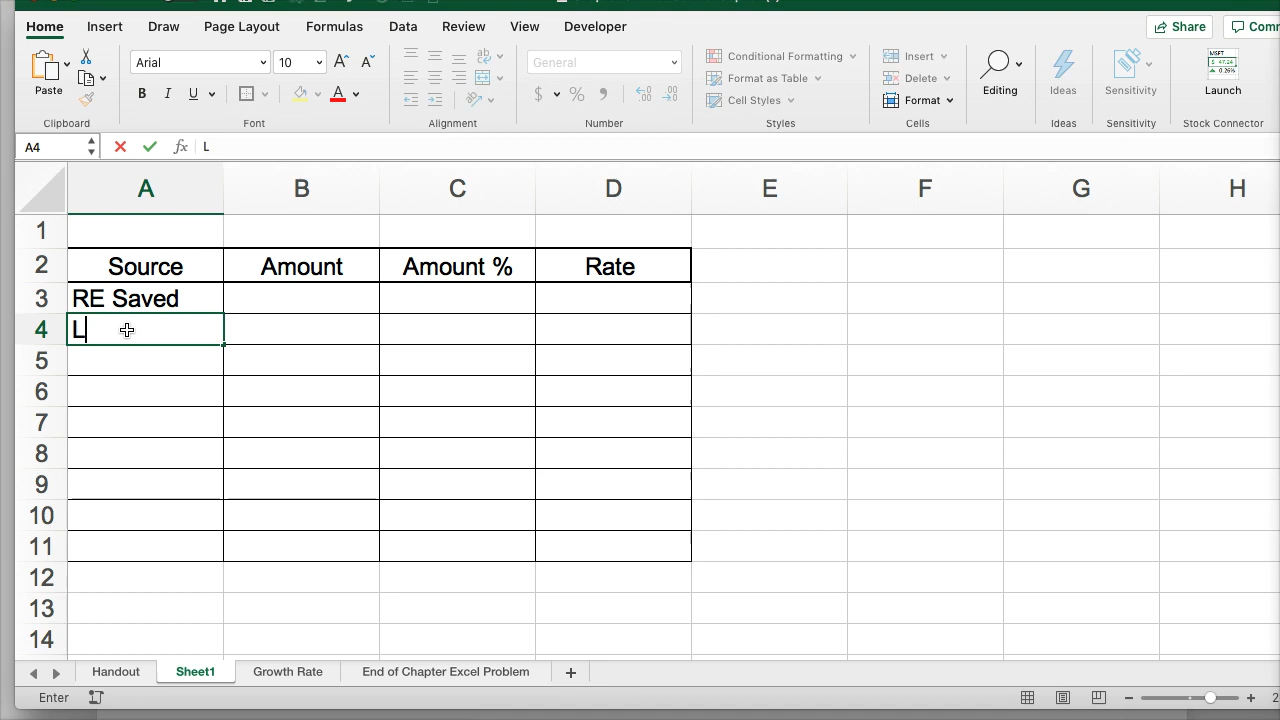 Home Insert Draw Page Layout Formulas Data Review View Developer Share
Arial 10 General Conditional Formatting Insert
Format as Table Delete
Paste B I U $ % Cell Styles Format Editing Ideas Sensitivity Launch
Clipboard Font Alignment Number Styles Cells Ideas Sensitivity Stock Connector
A4 fx L
A B C D E F G H
1
2 Source Amount Amount % Rate
3 RE Saved
4 L
5
6
7
8
9
10
11
12
13
14
Handout Sheet1 Growth Rate End of Chapter Excel Problem +
Enter